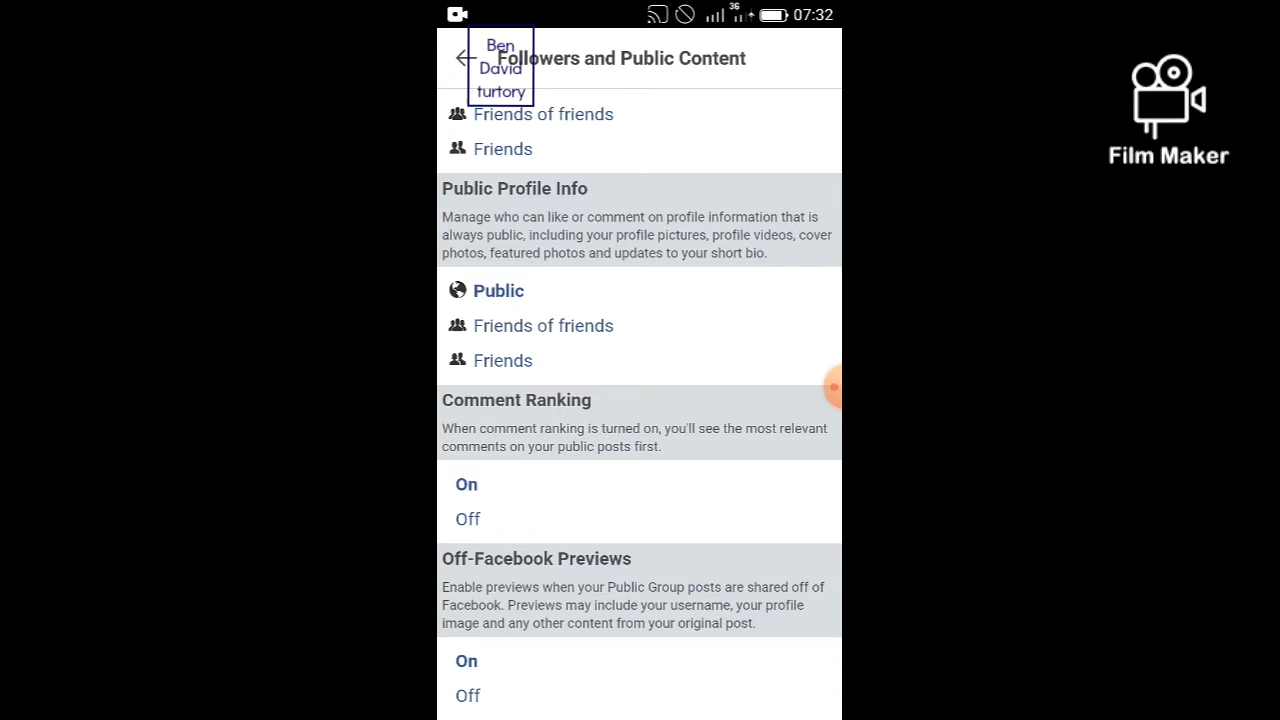 3G 07:32
Ben
David
turtory
Followers and Public Content
Friends of friends
Friends
Public Profile Info
Manage who can like or comment on profile information that is
always public, including your profile pictures, profile videos, cover
photos, featured photos and updates to your short bio.
Public
Friends of friends
Friends
Comment Ranking
When comment ranking is turned on, you'll see the most relevant
comments on your public posts first.
On
Off
Off-Facebook Previews
Enable previews when your Public Group posts are shared off of
Facebook. Previews may include your username, your profile
image and any other content from your original post.
On
Off
Film Maker